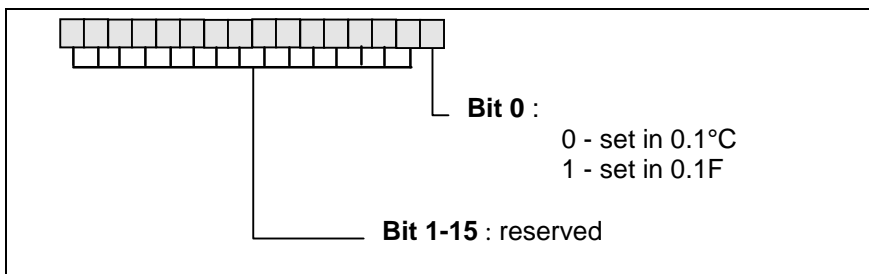 Bit 0 :
0 - set in 0.1°C
1 - set in 0.1F
Bit 1-15 : reserved